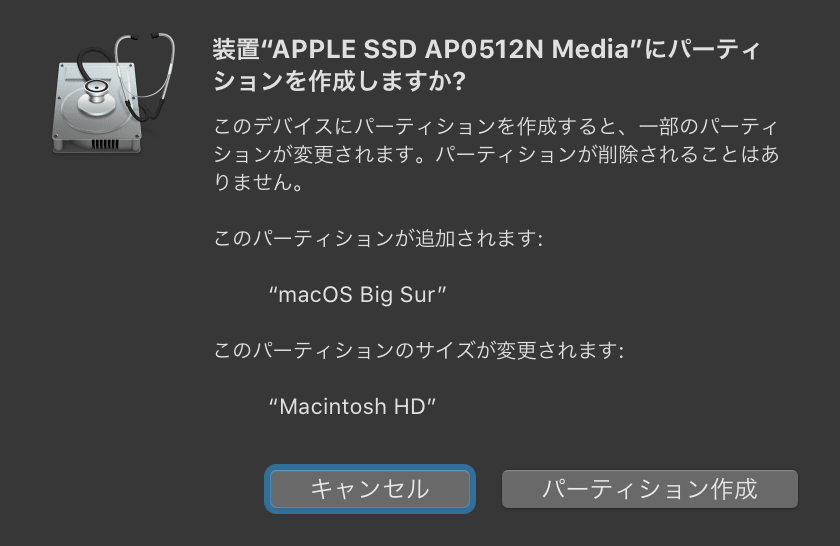 装置“APPLE SSD AP0512N Media”にパーティ
ションを作成しますか?
このデバイスにパーティションを作成すると、一部のパーティ
ションが変更されます。パーティションが削除されることはあ
りません。
このパーティションが追加されます:
“macOS Big Sur”
このパーティションのサイズが変更されます:
“Macintosh HD”
キャンセル
パーティション作成